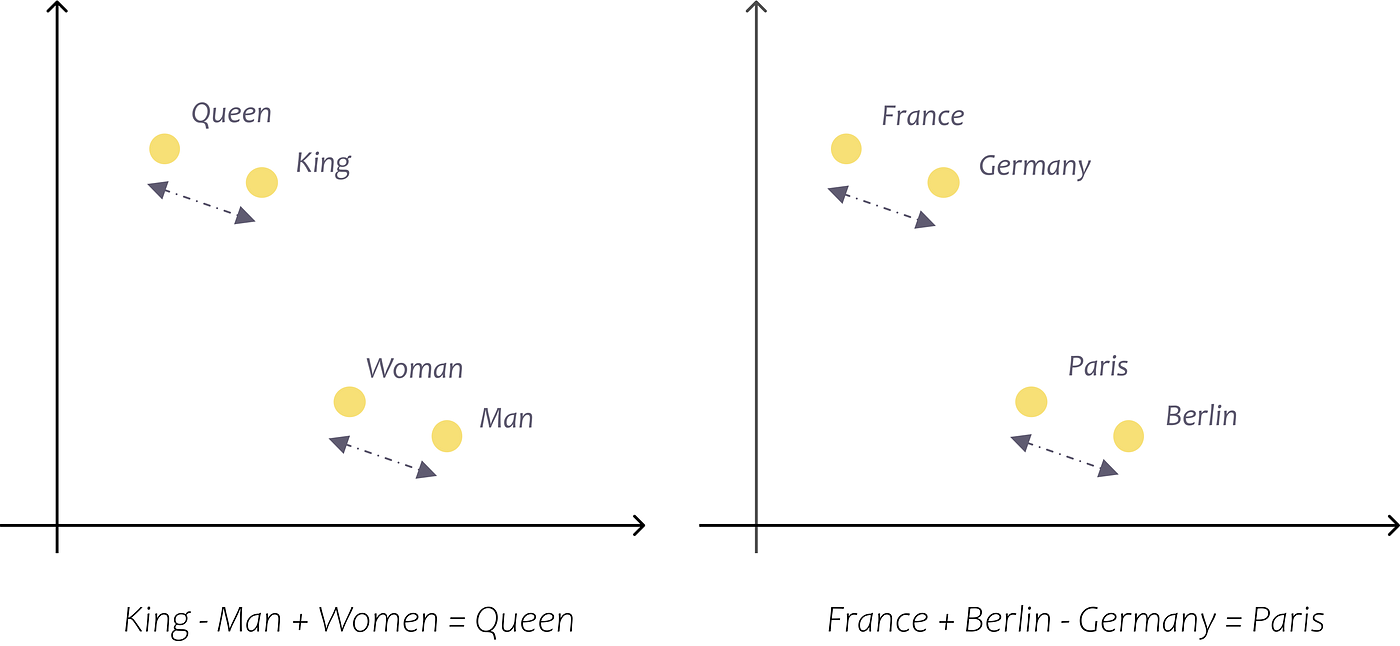 Queen
King
Woman
Man
King - Man + Women = Queen
France
Germany
Paris
Berlin
France + Berlin - Germany = Paris